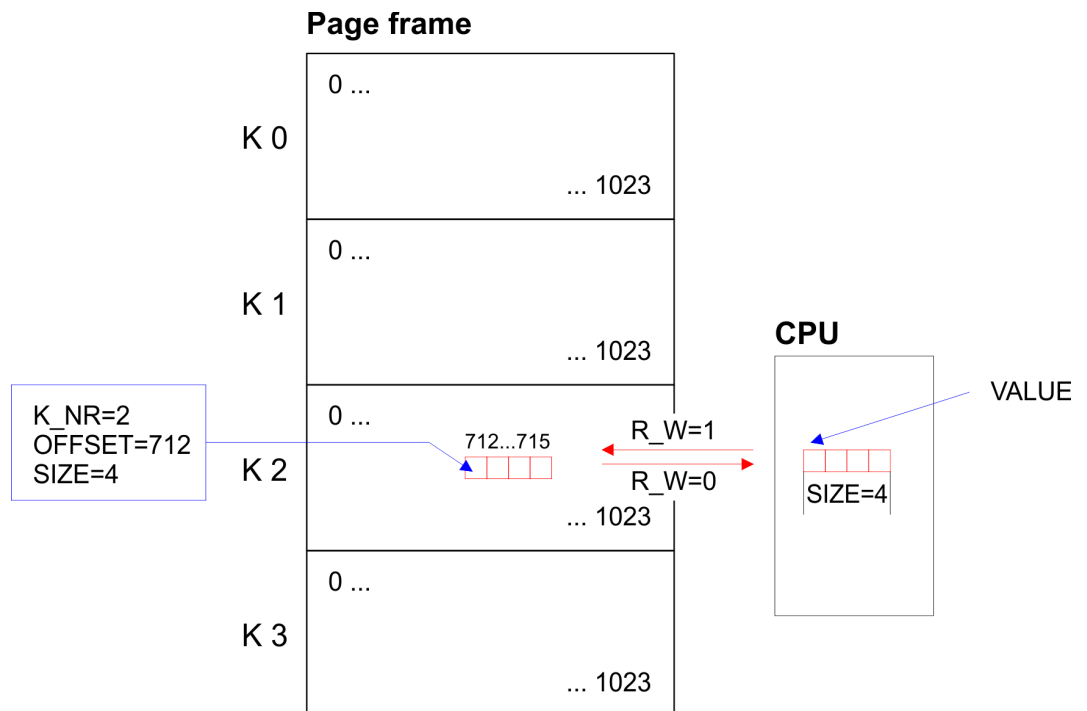 Page frame
0 ...
K 0
... 1023
0 ...
K 1
... 1023
CPU
K_NR=2
OFFSET=712
SIZE=4
0 ...
712...715
K 2
... 1023
R_W=1
R_W=0
VALUE
SIZE=4
0 ...
K 3
... 1023